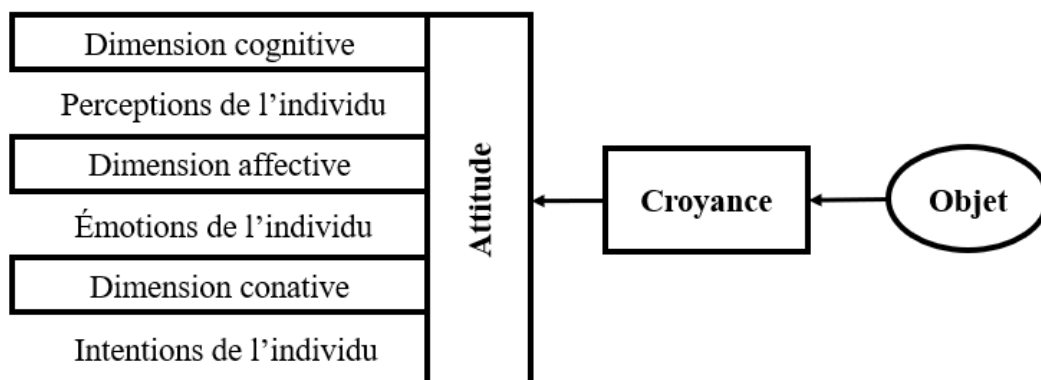 Dimension cognitive
Perceptions de l’individu
Dimension affective
Émotions de l’individu
Dimension conative
Intentions de l’individu
Attitude
Croyance
Objet